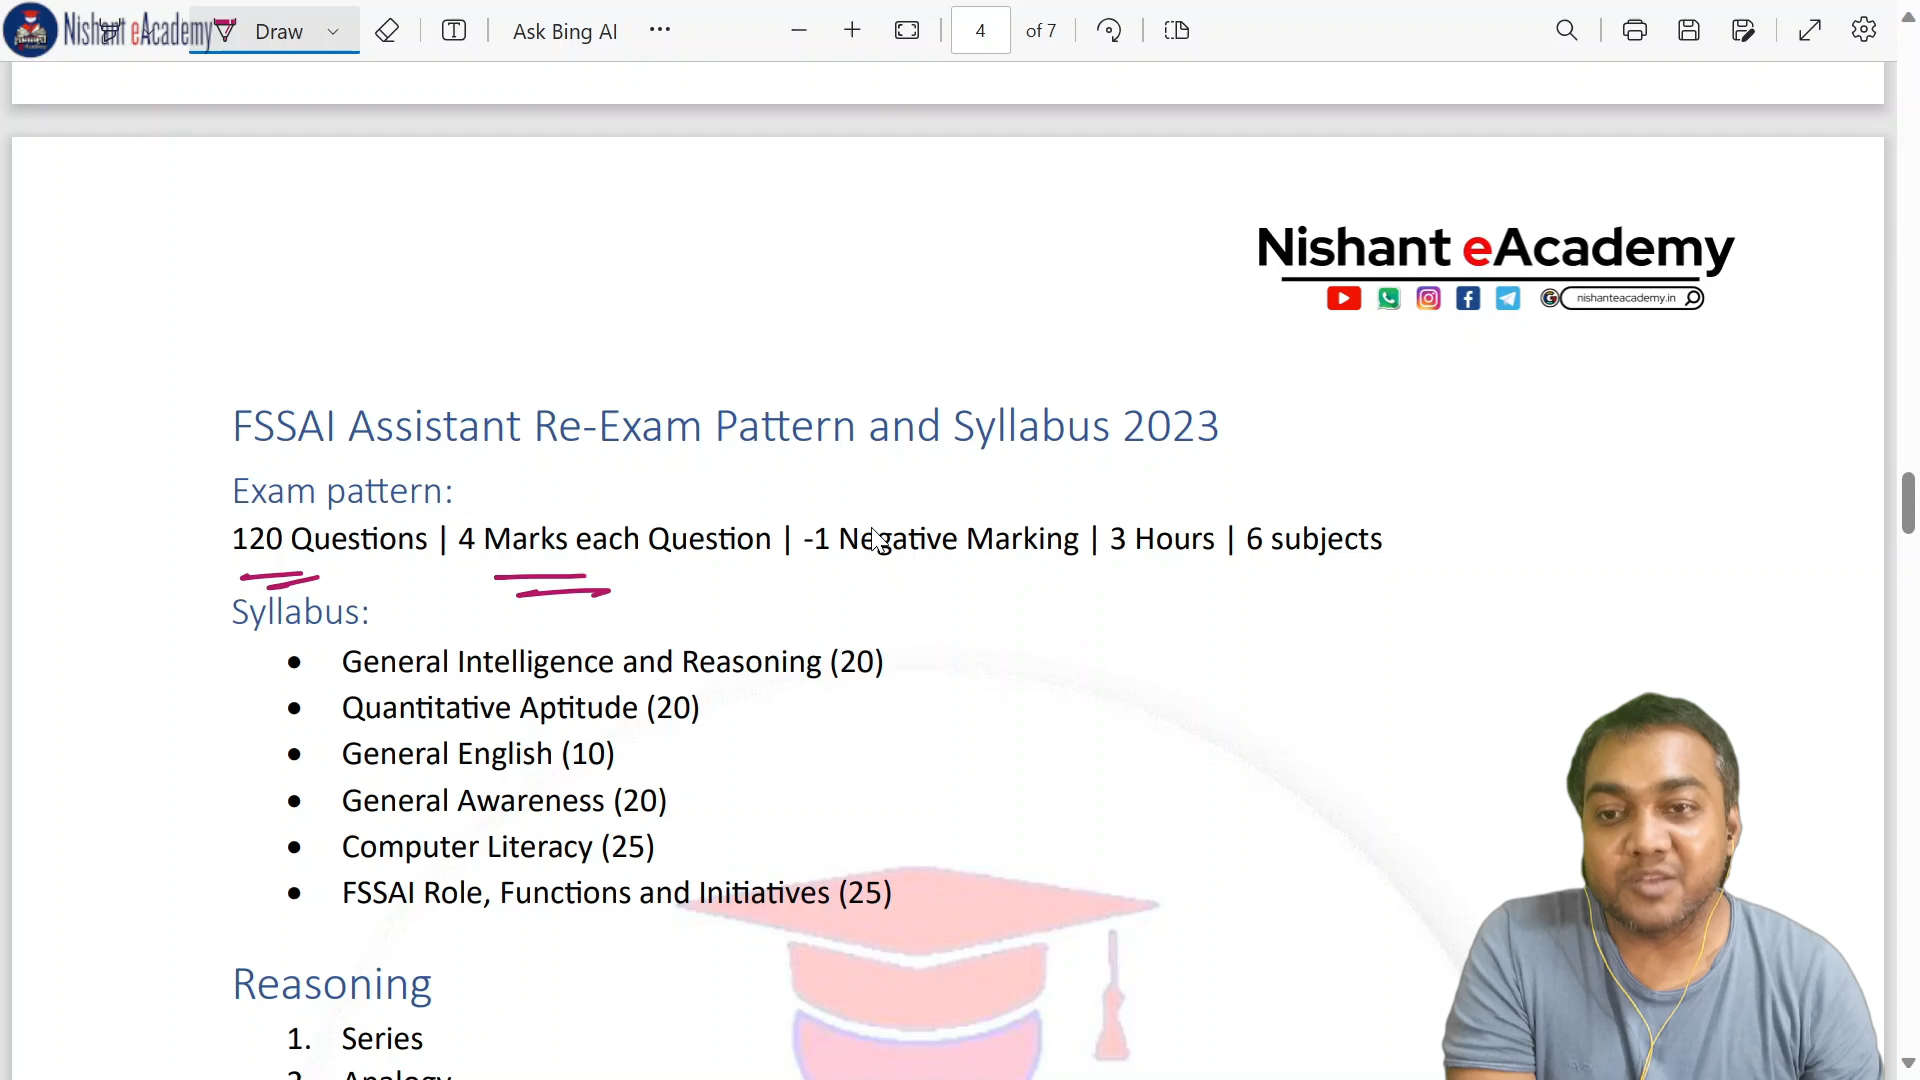 Nishant eAcademy
Draw
Ask Bing AI
4
of 7
Nishant eAcademy
nishanteacademy.in
FSSAI Assistant Re-Exam Pattern and Syllabus 2023
Exam pattern:
120 Questions | 4 Marks each Question | -1 Negative Marking | 3 Hours | 6 subjects
Syllabus:
• General Intelligence and Reasoning (20)
• Quantitative Aptitude (20)
• General English (10)
• General Awareness (20)
• Computer Literacy (25)
• FSSAI Role, Functions and Initiatives (25)
Reasoning
1. Series
2. Analogy